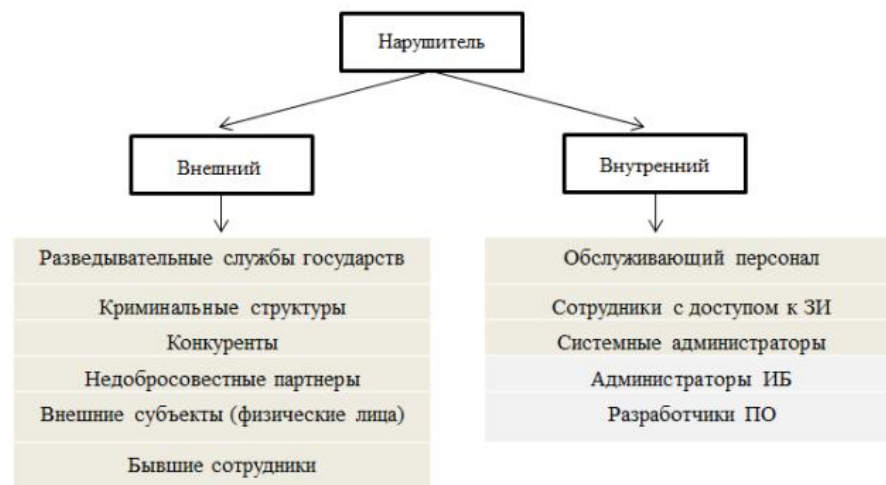 Нарушитель
Внешний
Внутренний
Разведывательные службы государств
Криминальные структуры
Конкуренты
Недобросовестные партнеры
Внешние субъекты (физические лица)
Бывшие сотрудники
Обслуживающий персонал
Сотрудники с доступом к ЗИ
Системные администраторы
Администраторы ИБ
Разработчики ПО